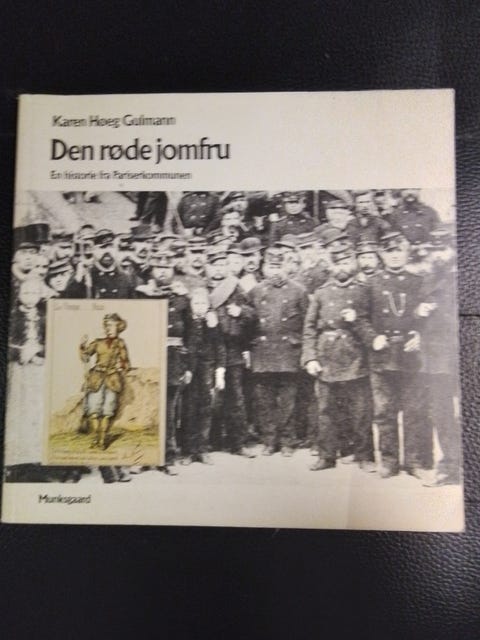 Karen Høeg Gulmann
Den røde jomfru
En historie fra Pariserkommunen
Munksgaard